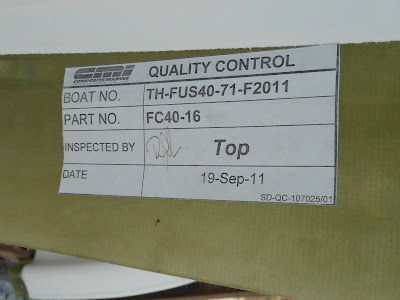 CMI QUALITY CONTROL
COMPOSITE MARINE
BOAT NO. TH-FUS40-71-F2011
PART NO. FC40-16
INSPECTED BY Top
DATE 19-Sep-11
SD-QC-107025/01